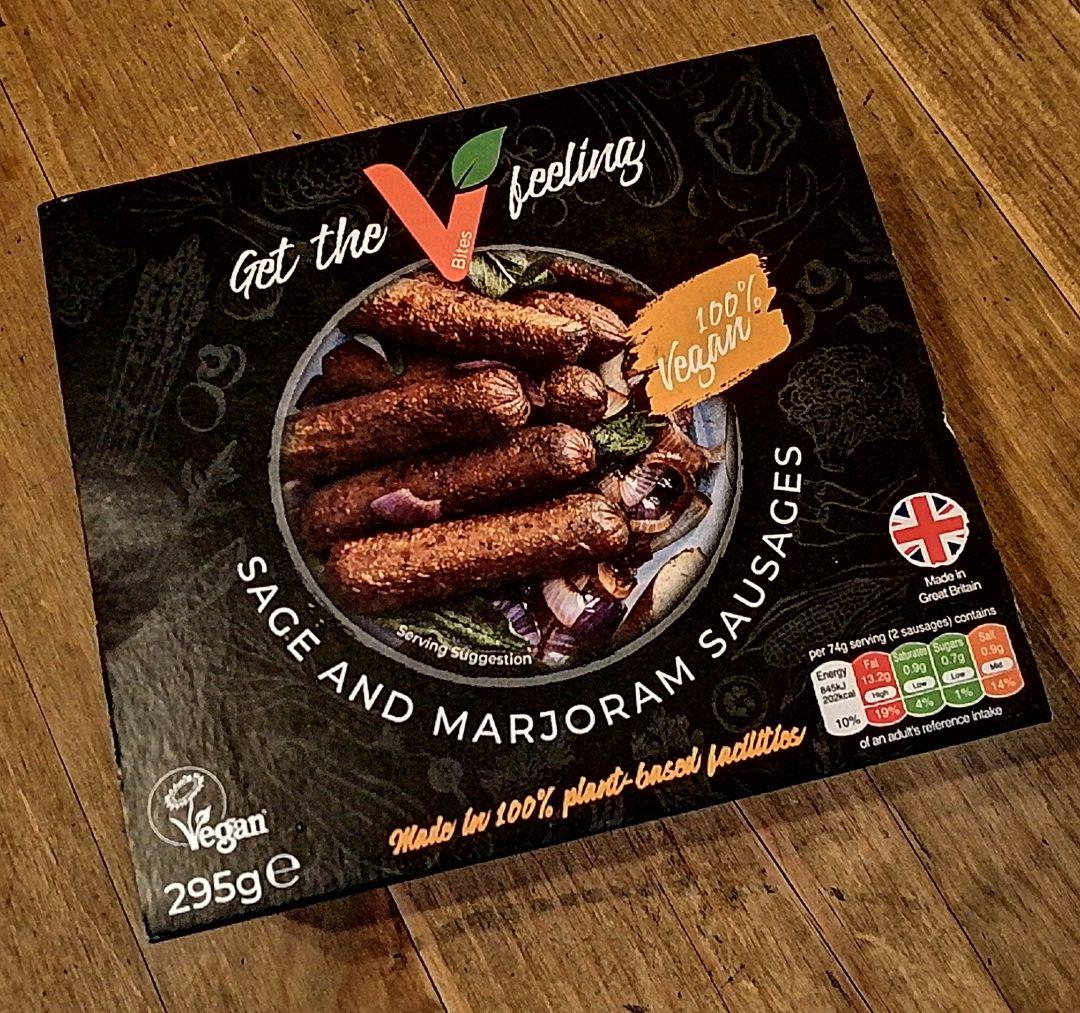 Get the V feeling
Bites
100%
Vegan
SAGE AND MARJORAM SAUSAGES
Serving Suggestion
Made in
Great Britain
per 74g serving (2 sausages) contains
Energy 845kJ 202kcal 10%
Fat 13.2g High 19%
Saturates 0.9g Low 4%
Sugars 0.7g Low 1%
Salt 0.9g Med 14%
of an adult's reference intake
Made in 100% plant-based facilities
Vegan
295g℮